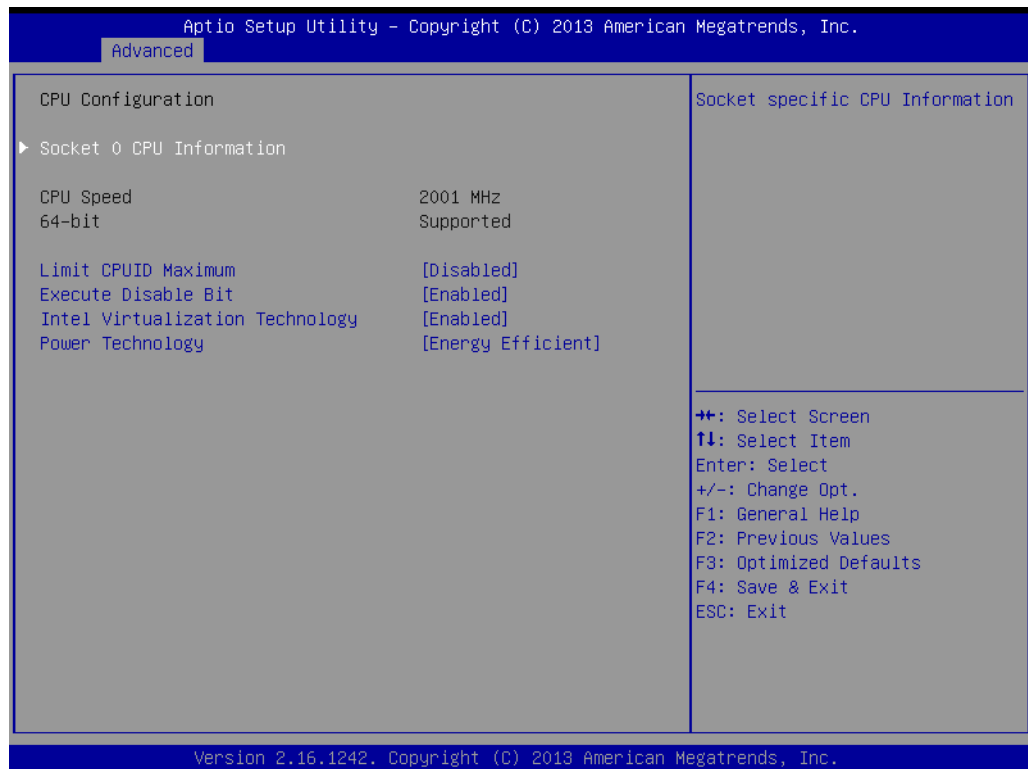 Aptio Setup Utility – Copyright (C) 2013 American Megatrends, Inc.
Advanced
CPU Configuration
Socket 0 CPU Information
CPU Speed 2001 MHz
64-bit Supported
Limit CPUID Maximum [Disabled]
Execute Disable Bit [Enabled]
Intel Virtualization Technology [Enabled]
Power Technology [Energy Efficient]
Socket specific CPU Information
→←: Select Screen
↑↓: Select Item
Enter: Select
+/-: Change Opt.
F1: General Help
F2: Previous Values
F3: Optimized Defaults
F4: Save & Exit
ESC: Exit
Version 2.16.1242. Copyright (C) 2013 American Megatrends, Inc.